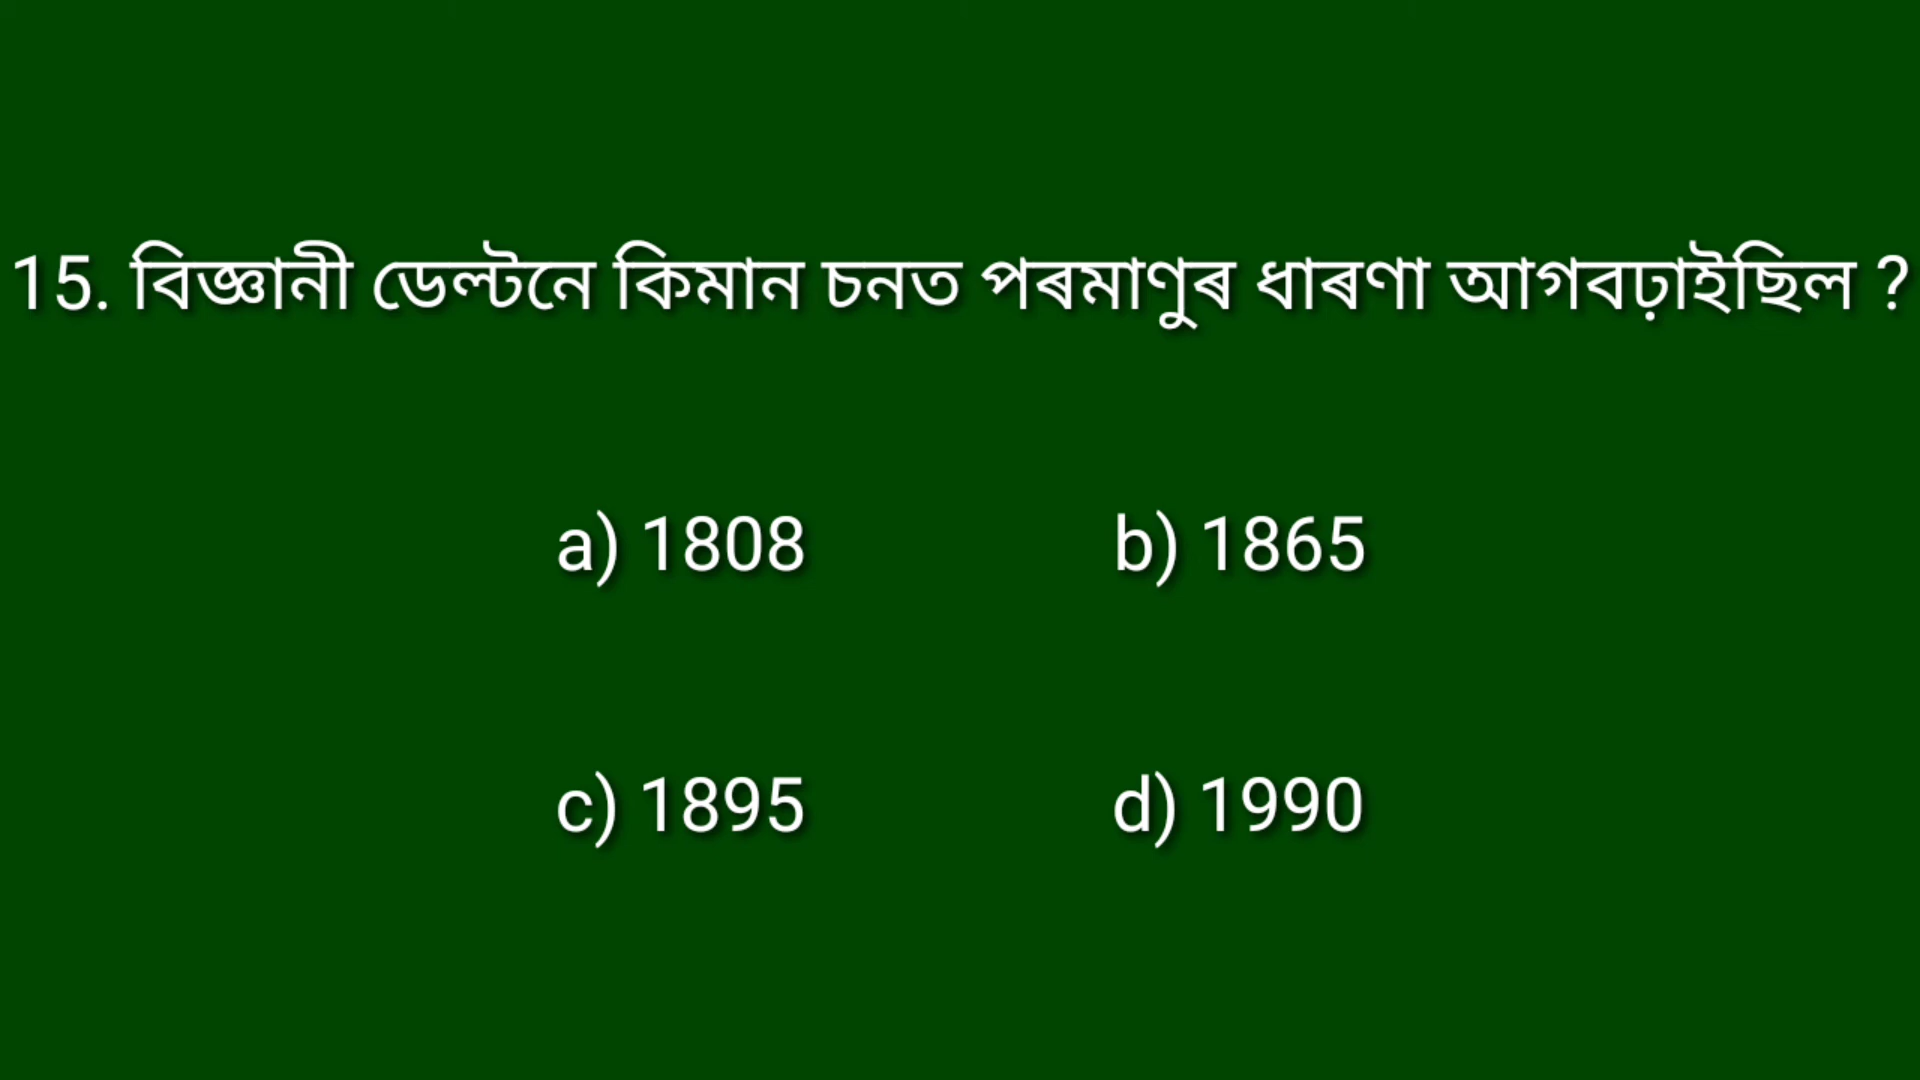 15. বিজ্ঞানী ডেল্টনে কিমান চনত পৰমাণুৰ ধাৰণা আগবঢ়াইছিল ?
a) 1808 b) 1865
c) 1895 d) 1990